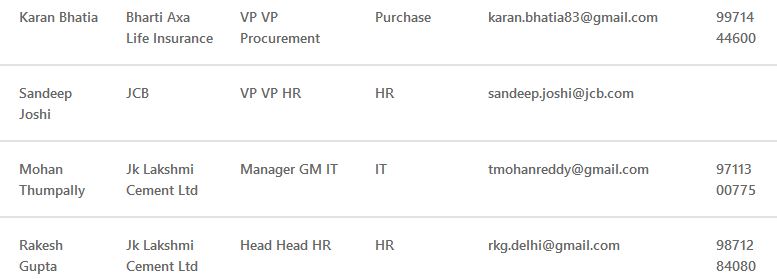 Karan Bhatia Bharti Axa VP VP Purchase karan.bhatia83@gmail.com 99714
Life Insurance Procurement 44600
Sandeep JCB VP VP HR HR sandeep.joshi@jcb.com
Joshi
Mohan Jk Lakshmi Manager GM IT IT tmohanreddy@gmail.com 97113
Thumpally Cement Ltd 00775
Rakesh Jk Lakshmi Head Head HR HR rkg.delhi@gmail.com 98712
Gupta Cement Ltd 84080